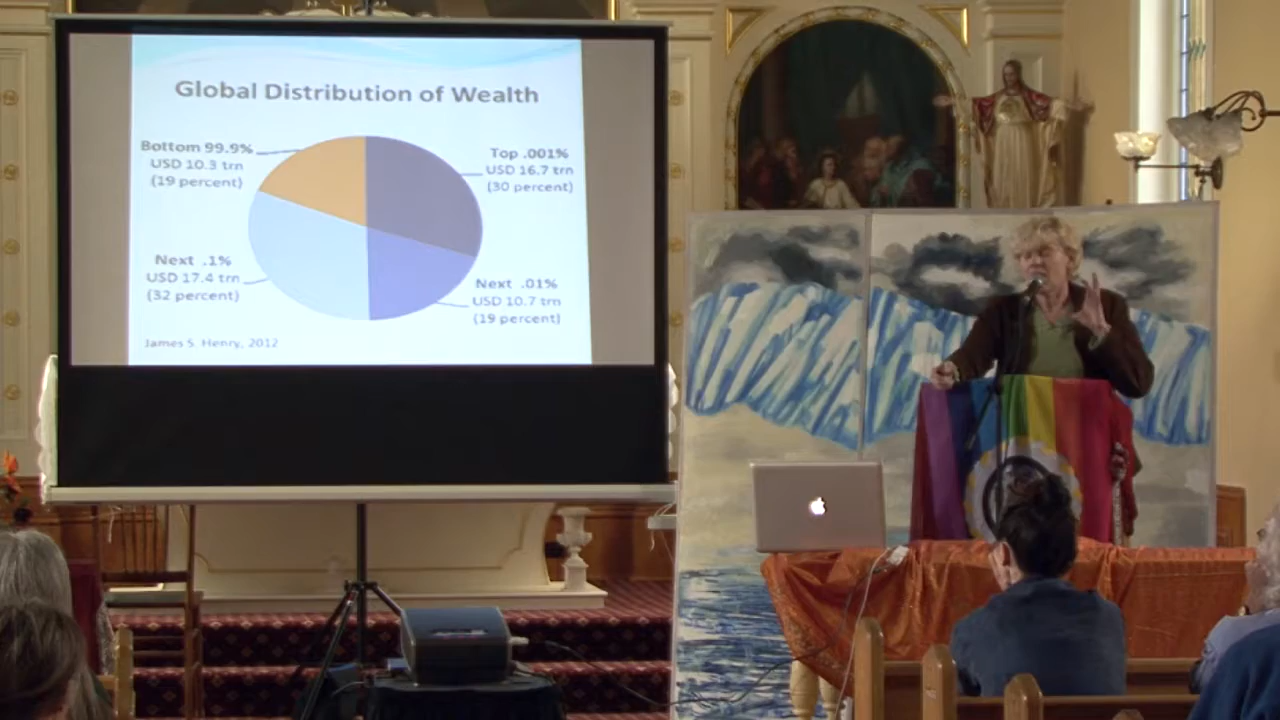 Global Distribution of Wealth
Bottom 99.9%
USD 10.3 trn
(19 percent)
Top .001%
USD 16.7 trn
(30 percent)
Next .1%
USD 17.4 trn
(32 percent)
Next .01%
USD 10.7 trn
(19 percent)
James S. Henry, 2012